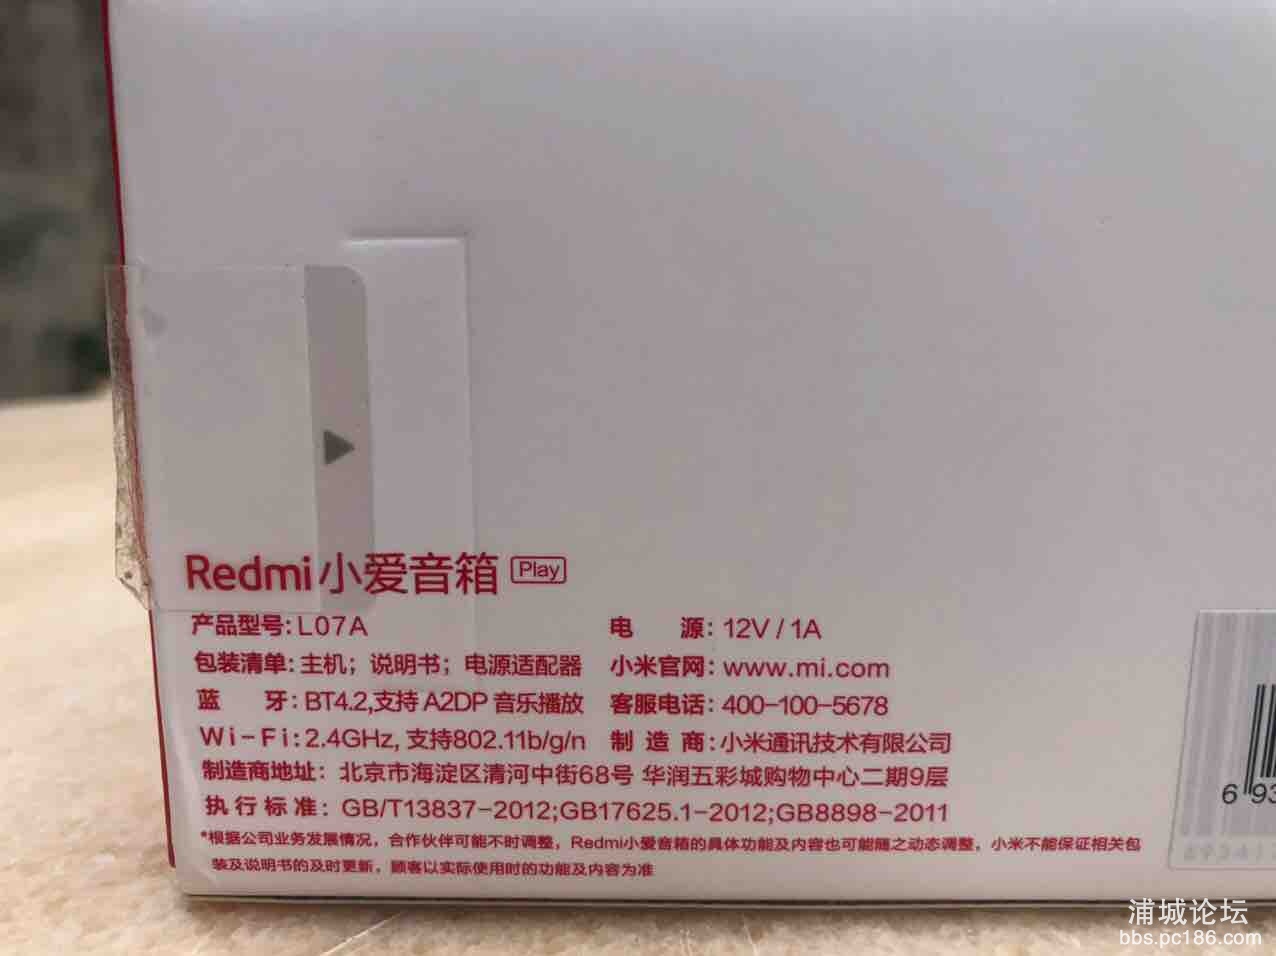 Redmi小爱音箱 Play
产品型号: L07A
电 源: 12V / 1A
包装清单: 主机；说明书；电源适配器
小米官网: www.mi.com
蓝 牙: BT4.2,支持 A2DP 音乐播放
客服电话: 400-100-5678
Wi-Fi: 2.4GHz, 支持802.11b/g/n
制 造 商: 小米通讯技术有限公司
制造商地址: 北京市海淀区清河中街68号 华润五彩城购物中心二期9层
执 行 标 准: GB/T13837-2012;GB17625.1-2012;GB8898-2011
*根据公司业务发展情况，合作伙伴可能不时调整，Redmi小爱音箱的具体功能及内容也可能随之动态调整，小米不能保证相关包
装及说明书的及时更新，顾客以实际使用时的功能及内容为准
6 93
69341
浦城论坛
bbs.pc186.com